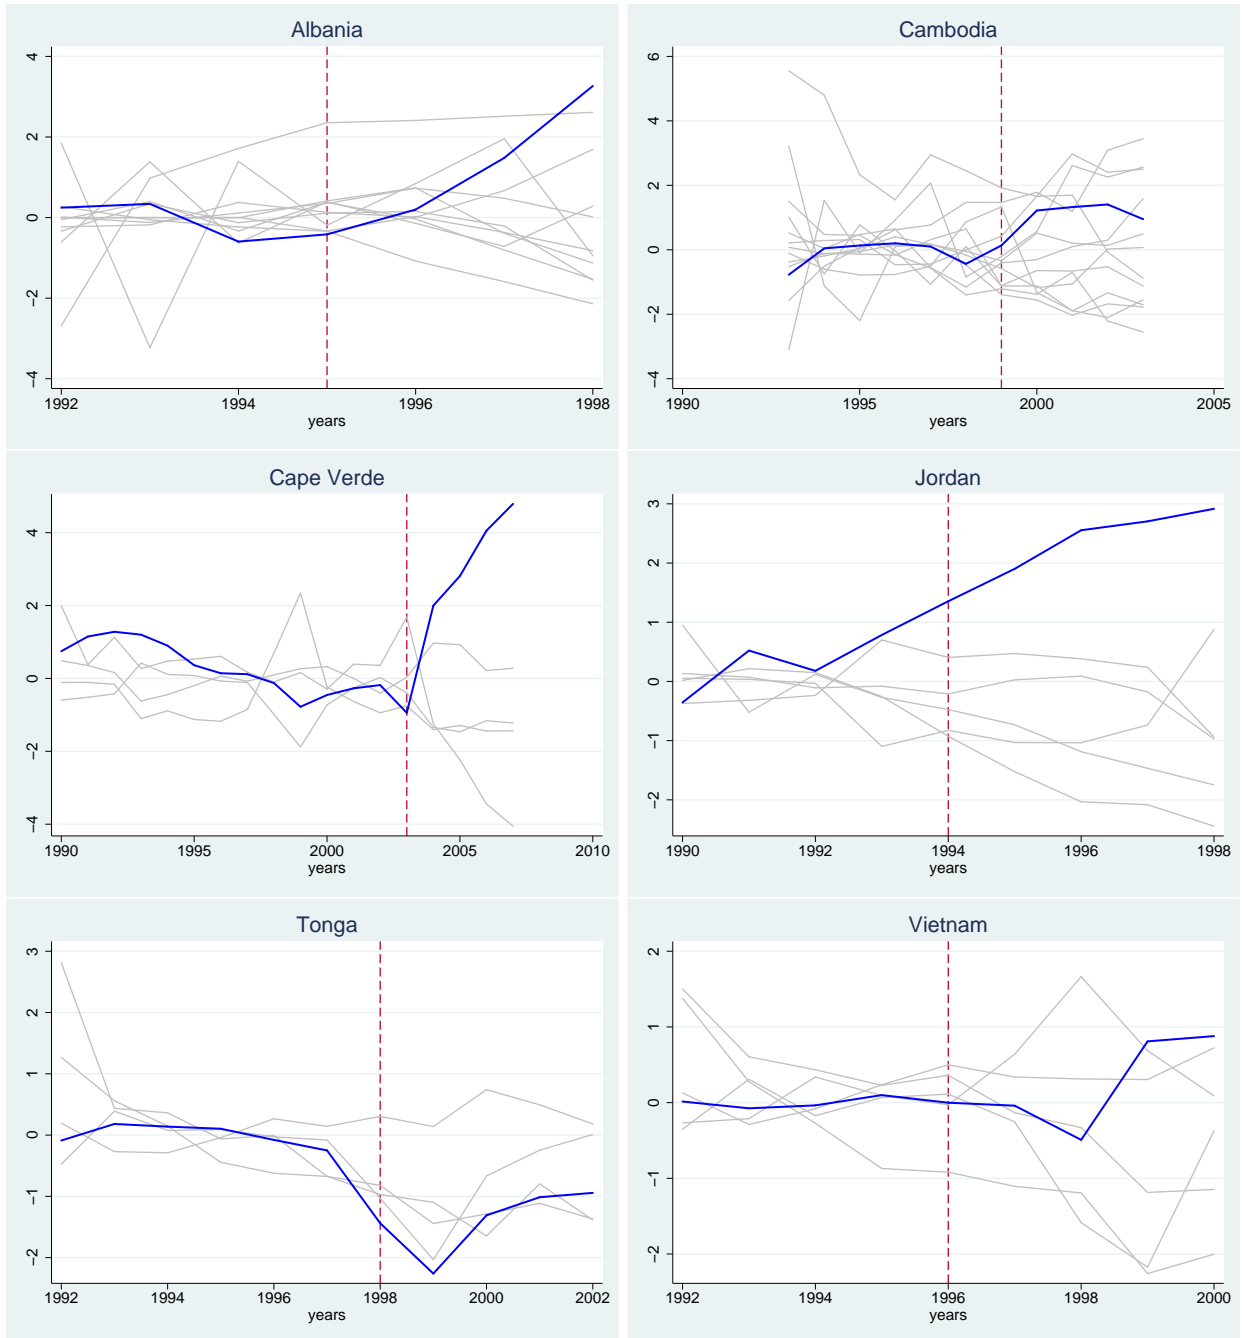 Albania
4
2
0
−2
−4
1992 1994 1996 1998
years
Cambodia
6
4
2
0
−2
−4
1990 1995 2000 2005
years
Cape Verde
4
2
0
−2
−4
1990 1995 2000 2005 2010
years
Jordan
3
2
1
0
−1
−2
1990 1992 1994 1996 1998
years
Tonga
3
2
1
0
−1
−2
1992 1994 1996 1998 2000 2002
years
Vietnam
2
1
0
−1
−2
1992 1994 1996 1998 2000
years